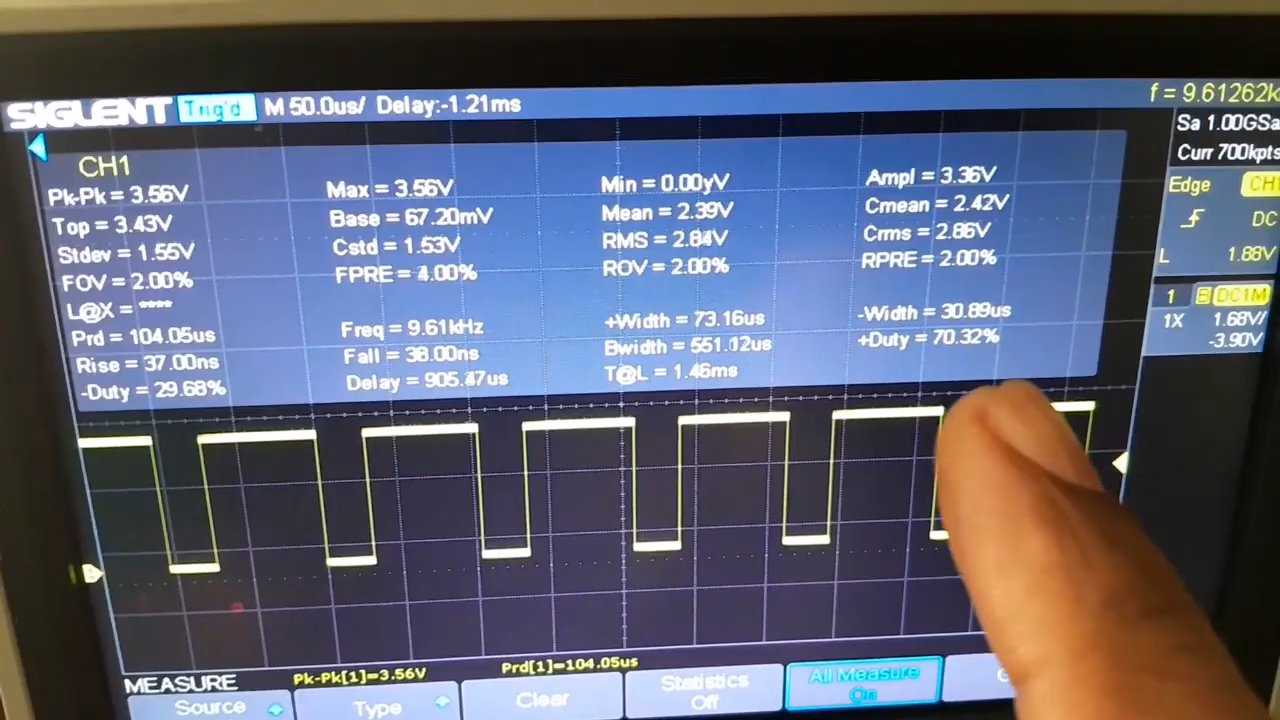 SIGLENT Trig'd M 50.0us/ Delay:-1.21ms f = 9.61262k
Sa 1.00GSa
Curr 700kpts
CH1
Pk-Pk = 3.56V Max = 3.56V Min = 0.00yV Ampl = 3.36V
Top = 3.43V Base = 67.20mV Mean = 2.39V Cmean = 2.42V
Stdev = 1.55V Cstd = 1.53V RMS = 2.84V Crms = 2.86V
FOV = 2.00% FPRE = 4.00% ROV = 2.00% RPRE = 2.00%
L@X = ****
Prd = 104.05us Freq = 9.61kHz +Width = 73.16us -Width = 30.89us
Rise = 37.00ns Fall = 38.00ns Bwidth = 551.12us +Duty = 70.32%
-Duty = 29.68% Delay = 905.47us T@L = 1.46ms
Edge CH1
DC
L 1.88V
1 B DC1M
1X 1.68V/
-3.90V
MEASURE Pk-Pk[1]=3.56V Prd[1]=104.05us
Source Type Clear Statistics All Measure
Off On